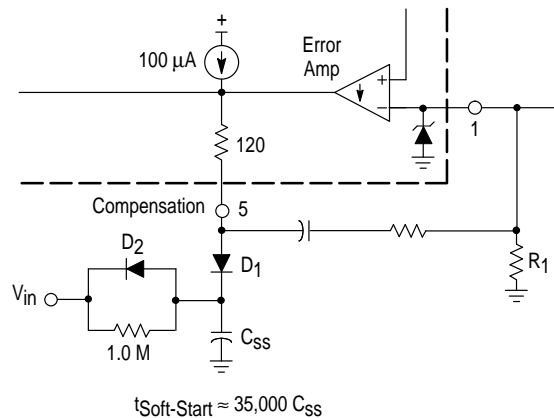 +
100 µA
Error
Amp
+
−
1
120
Compensation
5
D2
D1
Vin
R1
1.0 M
Css
tSoft-Start ≈ 35,000 Css